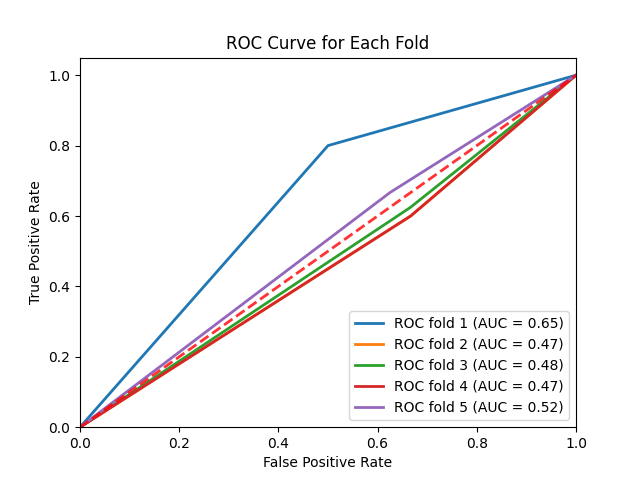 ROC Curve for Each Fold
1.0
0.8
0.6
0.4
0.2
0.0
True Positive Rate
ROC fold 1 (AUC = 0.65)
ROC fold 2 (AUC = 0.47)
ROC fold 3 (AUC = 0.48)
ROC fold 4 (AUC = 0.47)
ROC fold 5 (AUC = 0.52)
0.0 0.2 0.4 0.6 0.8 1.0
False Positive Rate